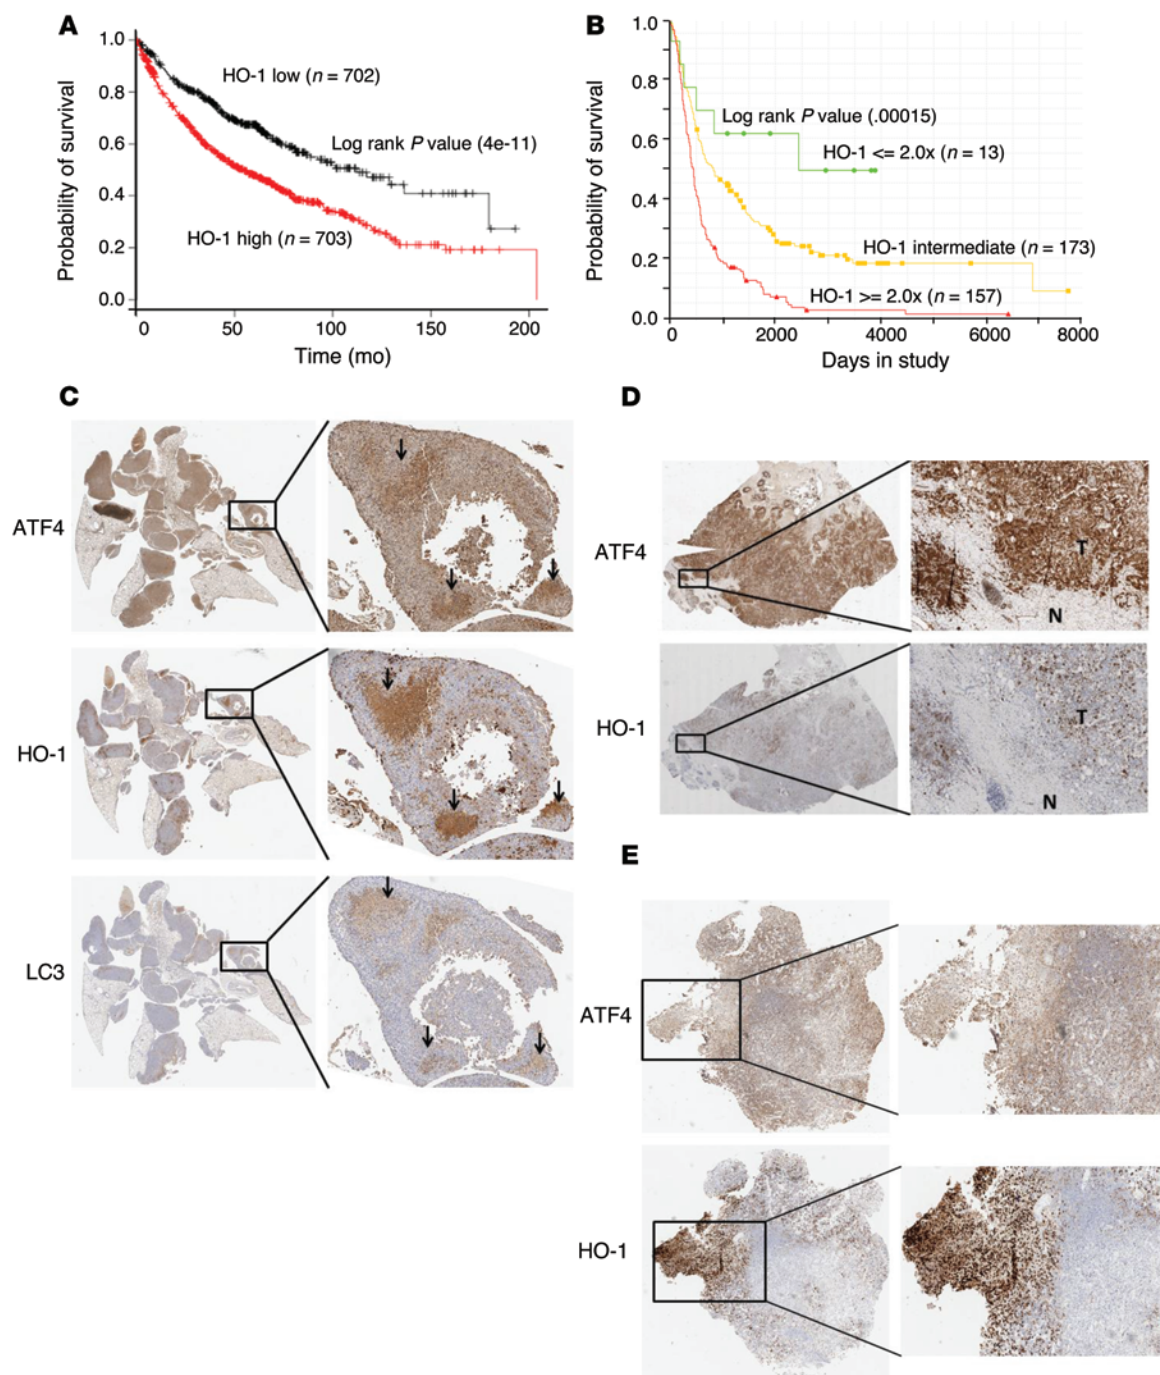 A
1.0
0.8
0.6
0.4
0.2
0.0
Probability of survival
HO-1 low (n = 702)
Log rank P value (4e-11)
HO-1 high (n = 703)
0 50 100 150 200
Time (mo)
B
1.0
0.8
0.6
0.4
0.2
0.0
Probability of survival
Log rank P value (.00015)
HO-1 <= 2.0x (n = 13)
HO-1 intermediate (n = 173)
HO-1 >= 2.0x (n = 157)
0 2000 4000 6000 8000
Days in study
C
ATF4
HO-1
LC3
D
ATF4
T
N
HO-1
T
N
E
ATF4
HO-1